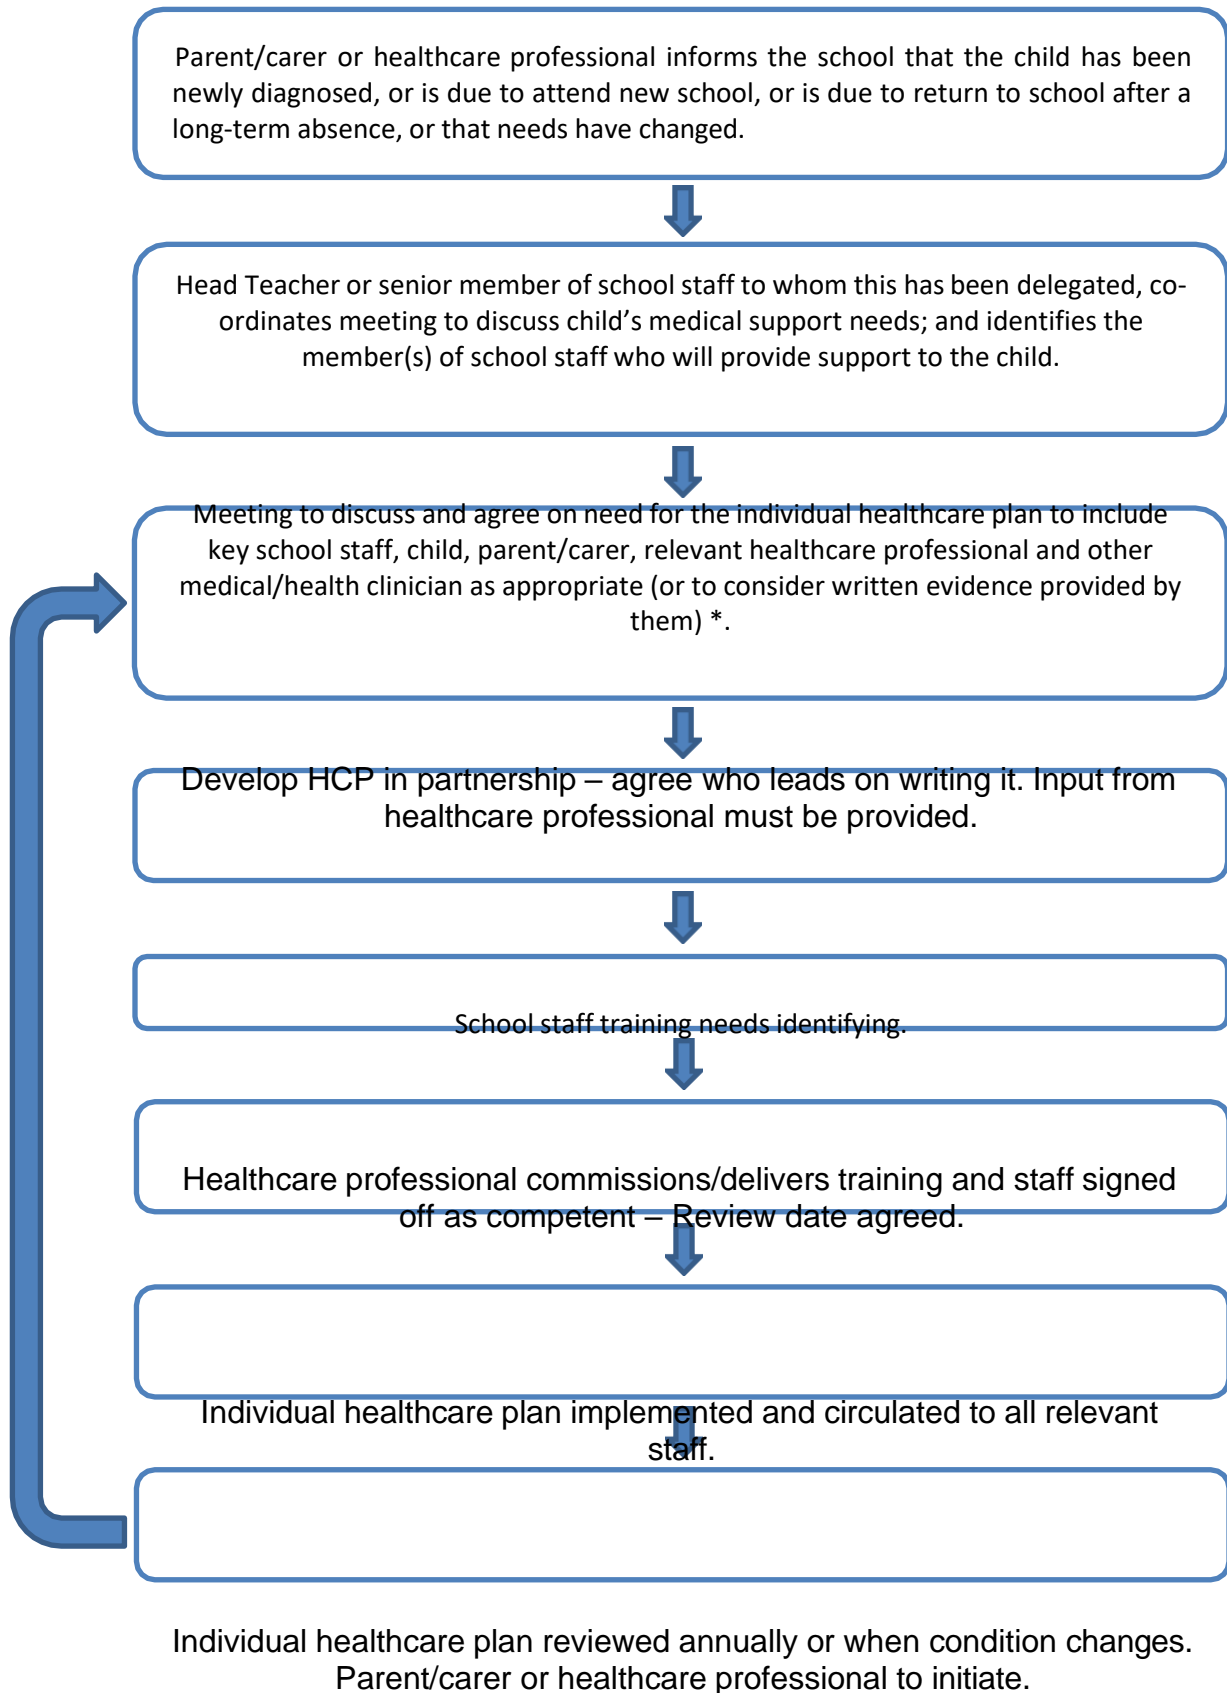 Parent/carer or healthcare professional informs the school that the child has been
newly diagnosed, or is due to attend new school, or is due to return to school after a
long-term absence, or that needs have changed.
Head Teacher or senior member of school staff to whom this has been delegated, co-
ordinates meeting to discuss child’s medical support needs; and identifies the
member(s) of school staff who will provide support to the child.
Meeting to discuss and agree on need for the individual healthcare plan to include
key school staff, child, parent/carer, relevant healthcare professional and other
medical/health clinician as appropriate (or to consider written evidence provided by
them) *.
Develop HCP in partnership – agree who leads on writing it. Input from
healthcare professional must be provided.
School staff training needs identifying.
Healthcare professional commissions/delivers training and staff signed
off as competent – Review date agreed.
Individual healthcare plan implemented and circulated to all relevant
staff.
Individual healthcare plan reviewed annually or when condition changes.
Parent/carer or healthcare professional to initiate.